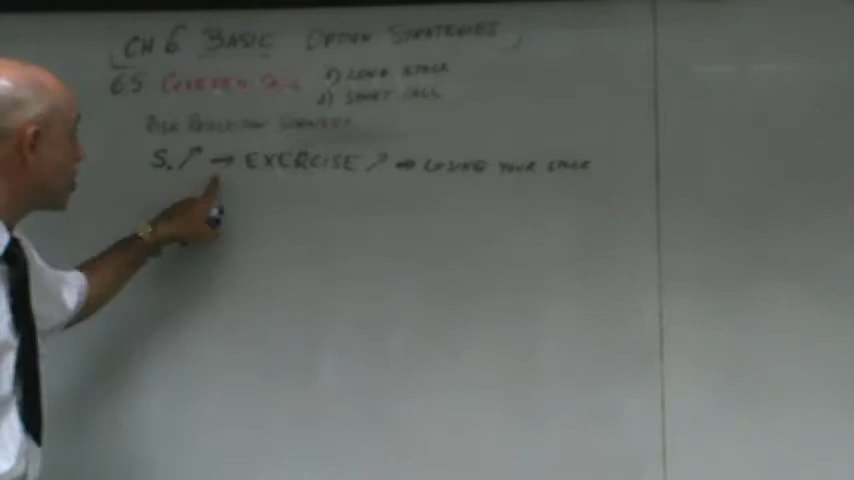 CH 6 BASIC OPTION STRATEGIES
6.5 COVERED CALL
1) LONG STOCK
2) SHORT CALL
RISK REDUCTION STRATEGY
S. ↗ → EXERCISE ↗ → LOSING YOUR STOCK